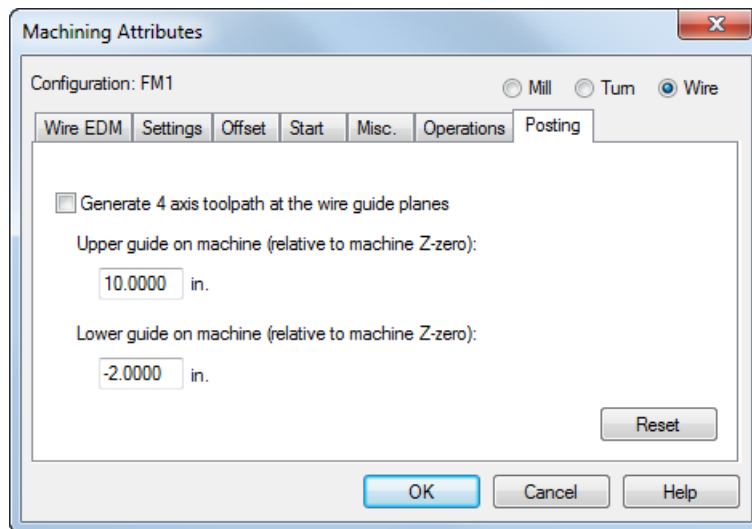 Machining Attributes
Configuration: FM1 Mill Turn Wire
Wire EDM Settings Offset Start Misc. Operations Posting
Generate 4 axis toolpath at the wire guide planes
Upper guide on machine (relative to machine Z-zero):
10.0000 in.
Lower guide on machine (relative to machine Z-zero):
-2.0000 in.
Reset
OK Cancel Help